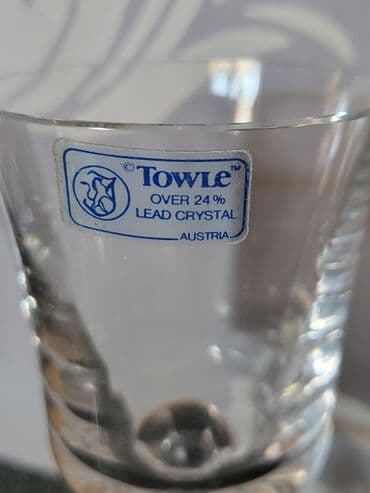 © TOWLE™
OVER 24%
LEAD CRYSTAL
AUSTRIA